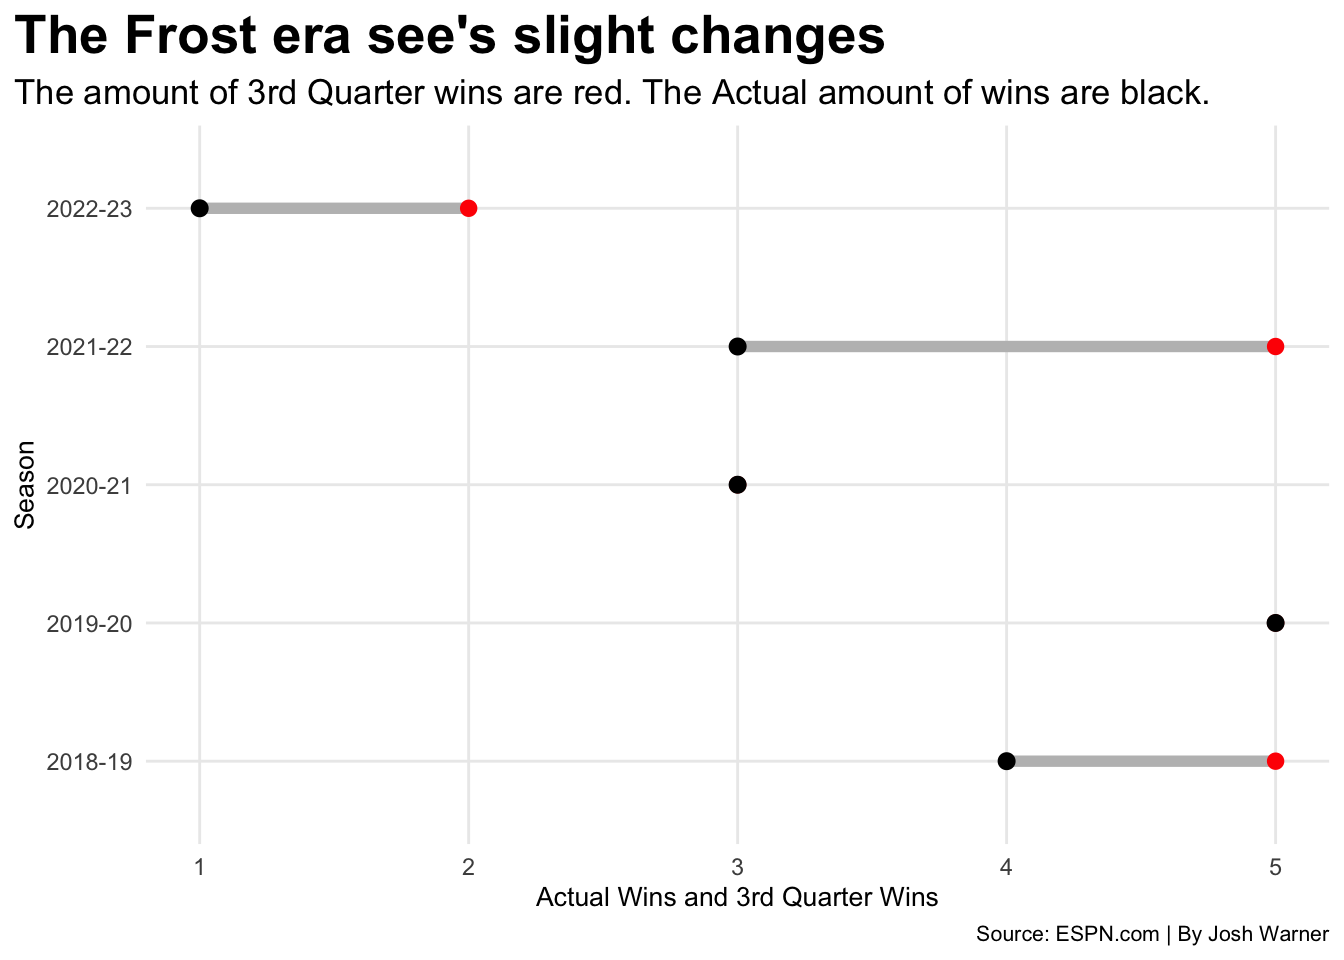 The Frost era see's slight changes
The amount of 3rd Quarter wins are red. The Actual amount of wins are black.
Season
2022-23
2021-22
2020-21
2019-20
2018-19
1 2 3 4 5
Actual Wins and 3rd Quarter Wins
Source: ESPN.com | By Josh Warner